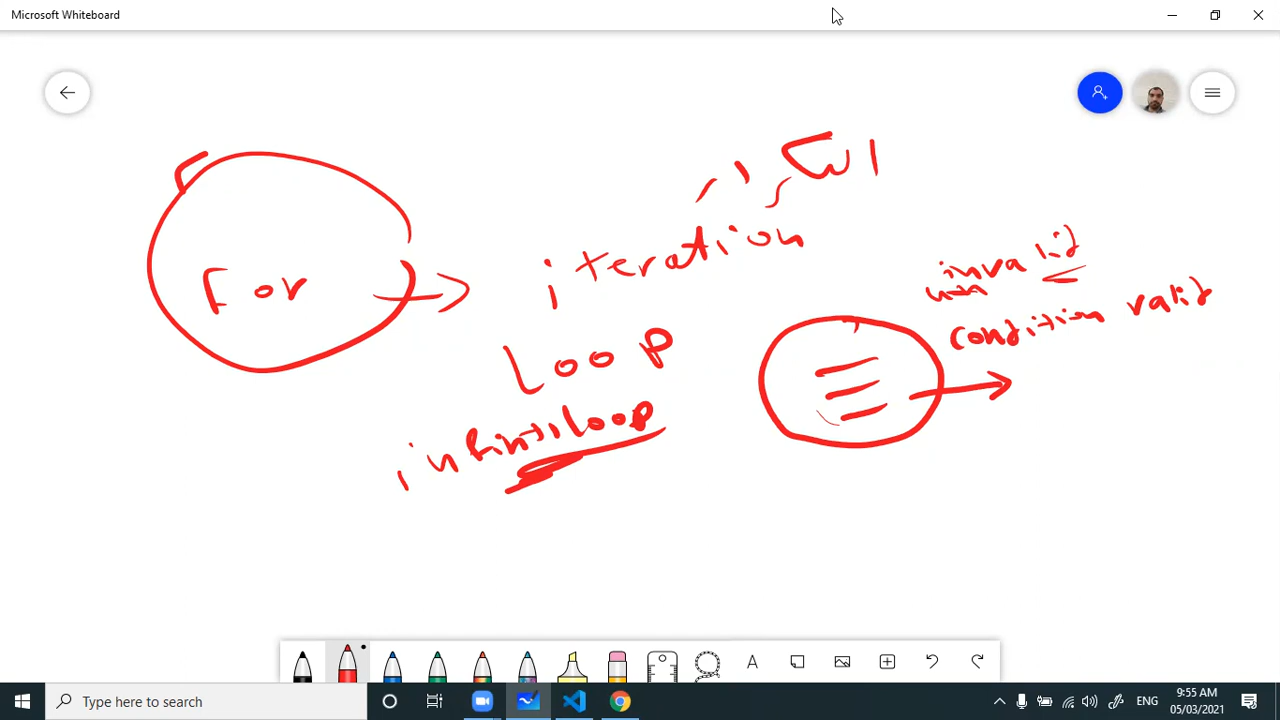 Microsoft Whiteboard
For
iteration
Loop
infinti loop
invalid
condition valid
A
Type here to search
ENG
9:55 AM
05/03/2021